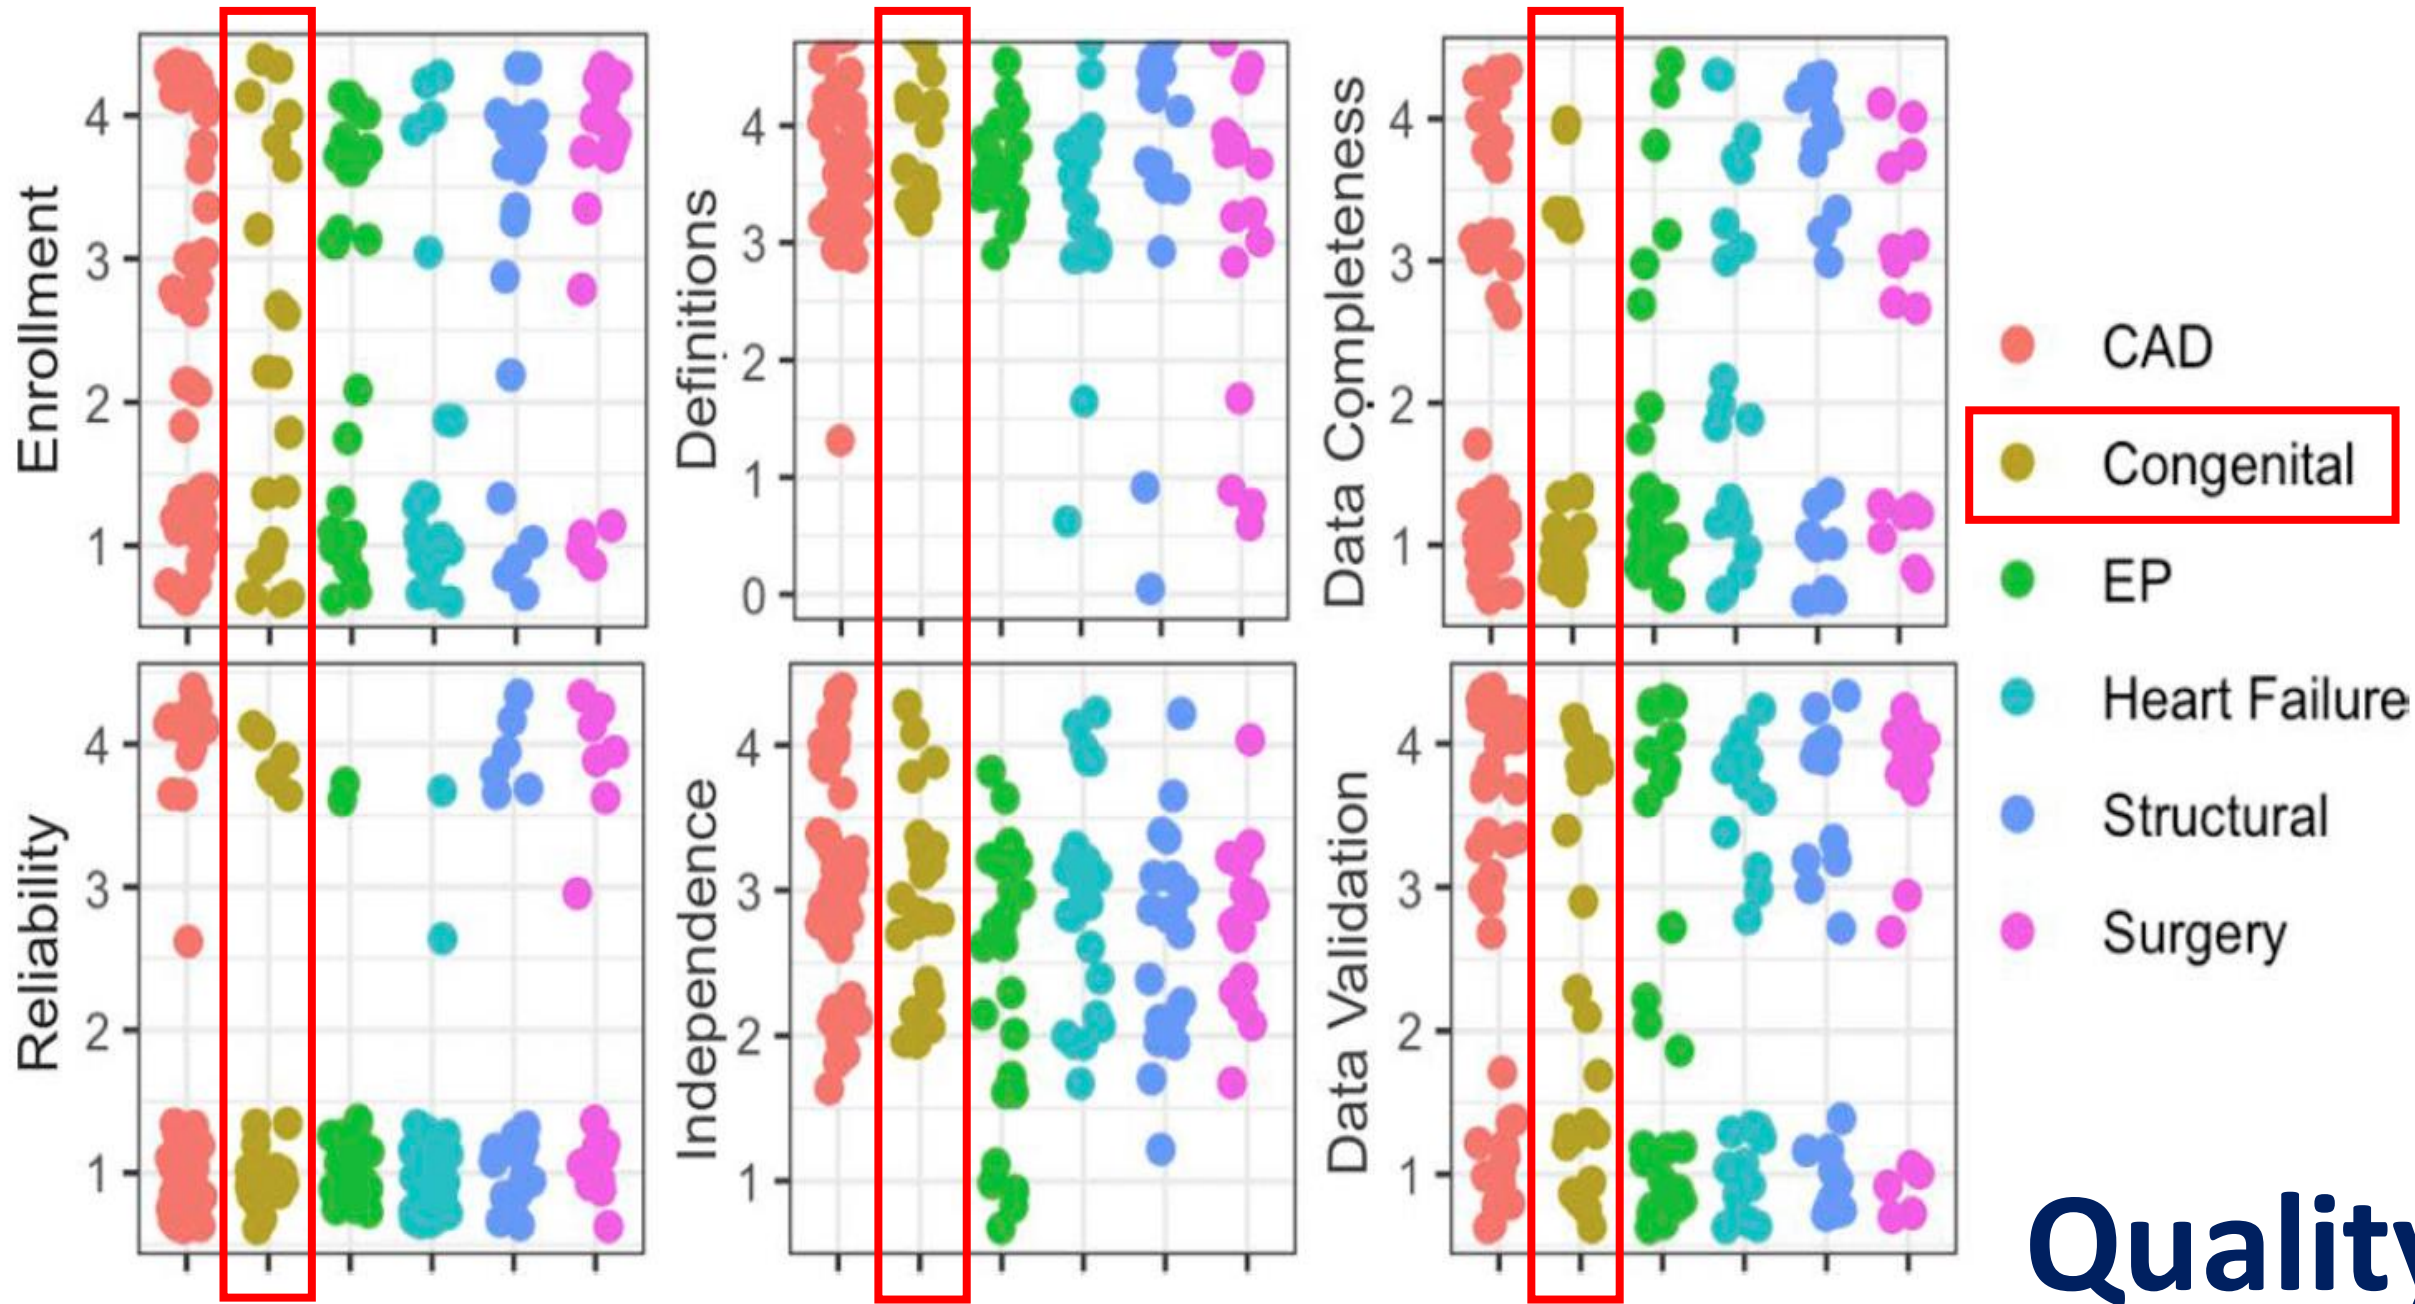 Enrollment
4
3
2
1
Definitions
4
3
2
1
0
Data Completeness
4
3
2
1
Reliability
4
3
2
1
Independence
4
3
2
1
Data Validation
4
3
2
1
CAD
Congenital
EP
Heart Failure
Structural
Surgery
Quality